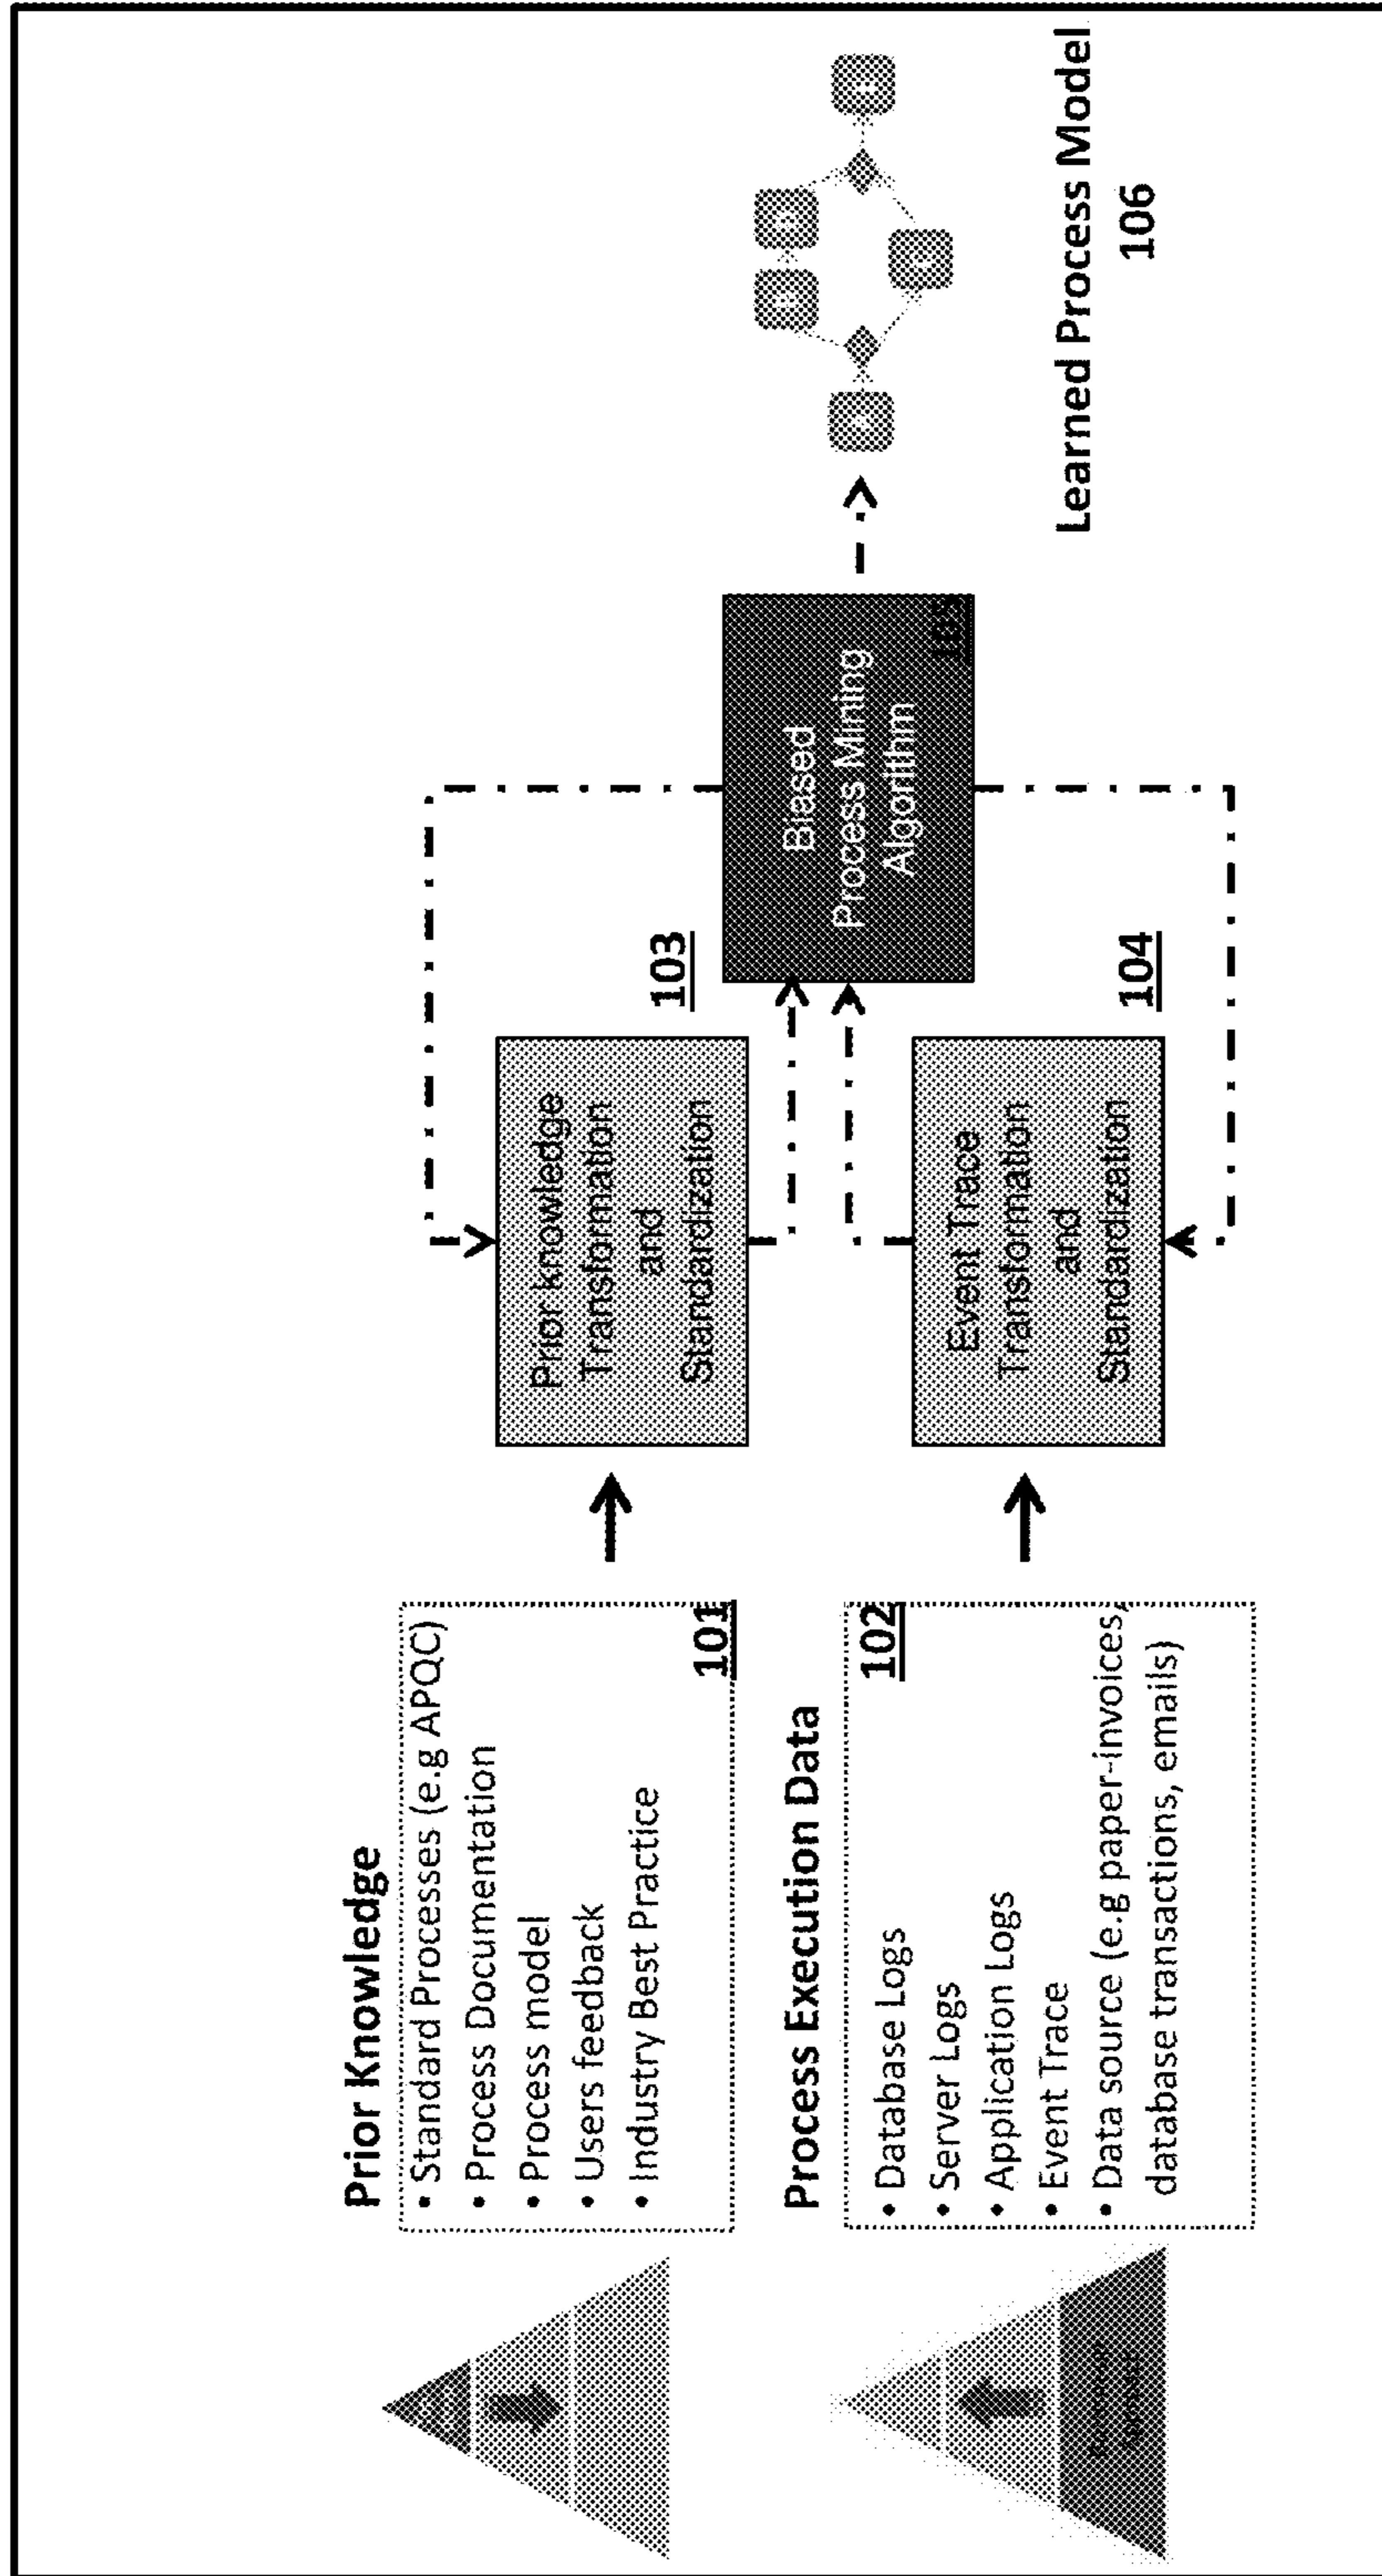 Prior Knowledge
• Standard Processes (e.g APQC)
• Process Documentation
• Process model
• Users feedback
• Industry Best Practice
101
Process Execution Data
102
• Database Logs
• Server Logs
• Application Logs
• Event Trace
• Data source (e.g paper-invoices,
database transactions, emails)
Prior knowledge
Transformation
and
Standardization
103
Event Trace
Transformation
and
Standardization
104
Biased
Process Mining
Algorithm
105
Learned Process Model
106